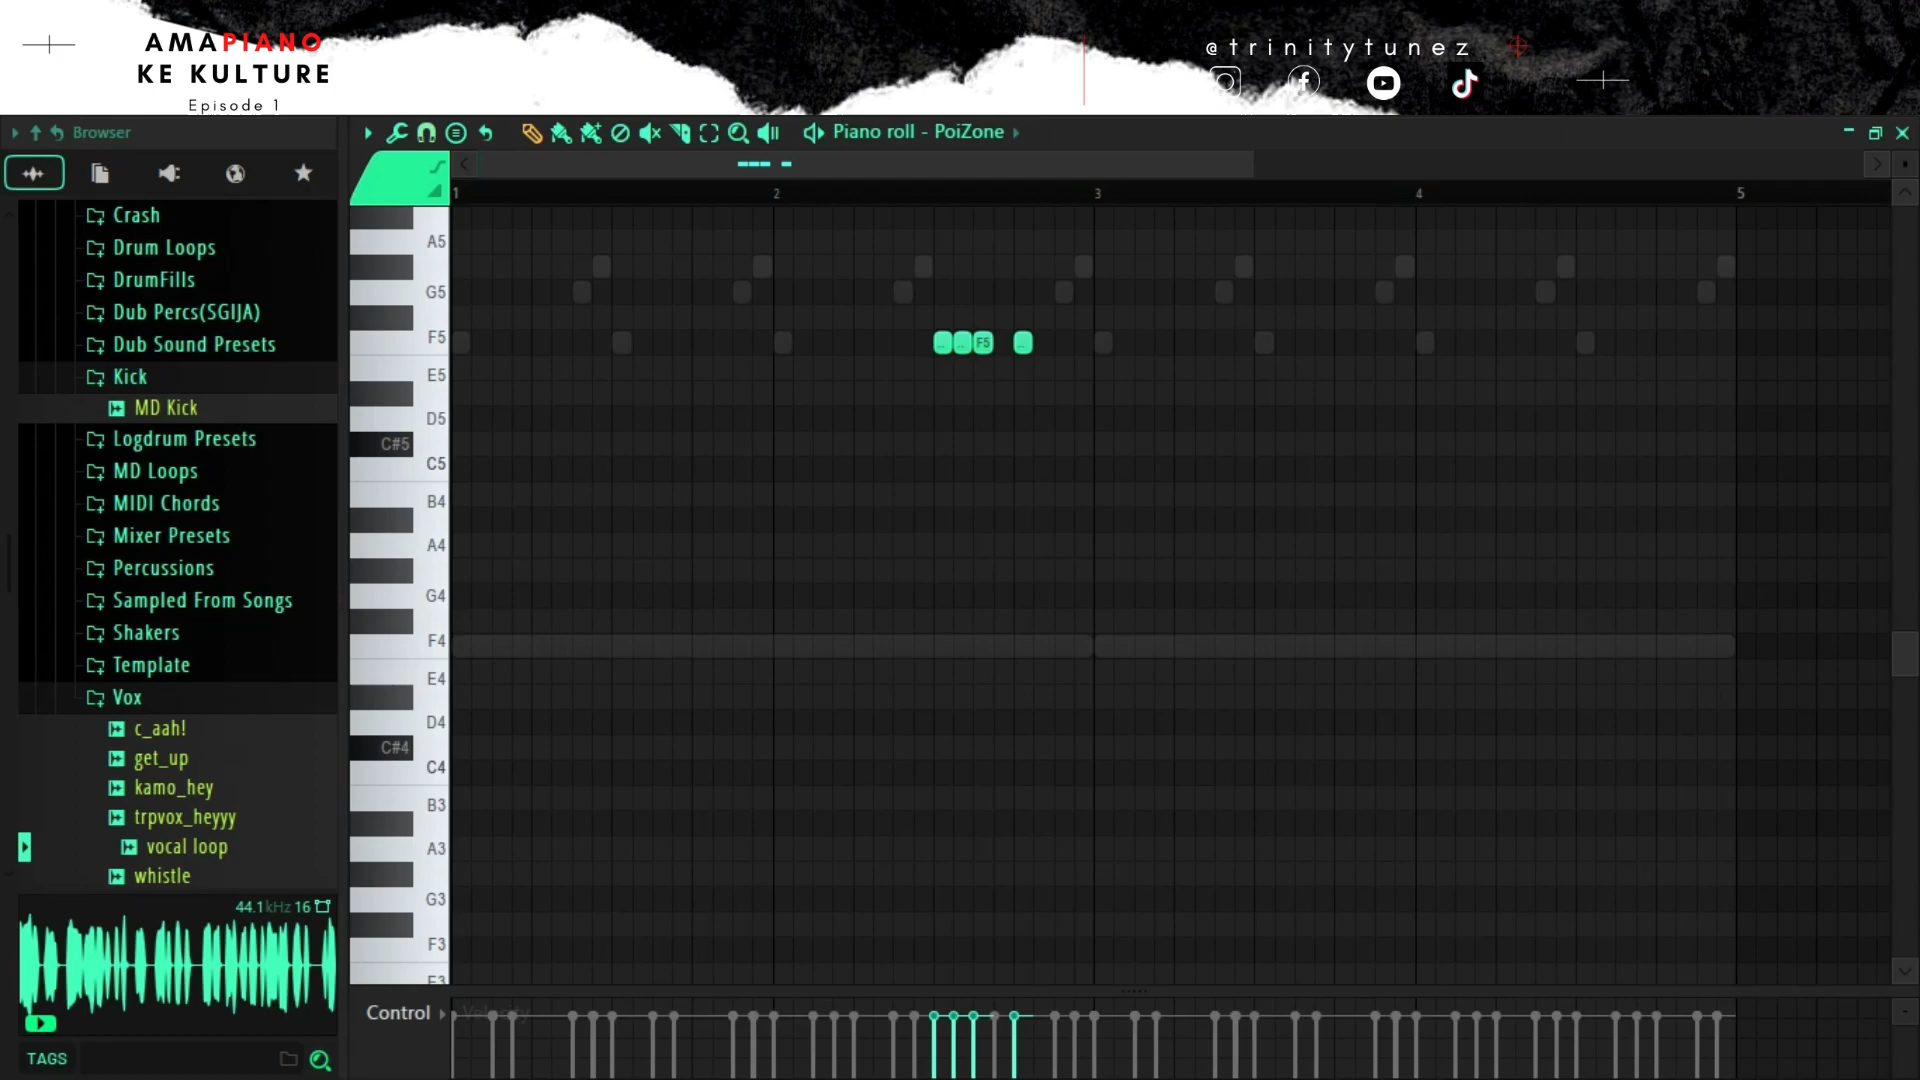 AMAPIANO
KE KULTURE
Episode 1
@trinitytunez
Browser
Piano roll - PoiZone
1 2 3 4 5
Crash
Drum Loops
DrumFills
Dub Percs(SGIJA)
Dub Sound Presets
Kick
MD Kick
Logdrum Presets
MD Loops
MIDI Chords
Mixer Presets
Percussions
Sampled From Songs
Shakers
Template
Vox
c_aah!
get_up
kamo_hey
trpvox_heyyy
vocal loop
whistle
44.1kHz 16
TAGS
A5
G5
F5
F5
E5
D5
C#5
C5
B4
A4
G4
F4
E4
D4
C#4
C4
B3
A3
G3
F3
E3
Control
Velocity